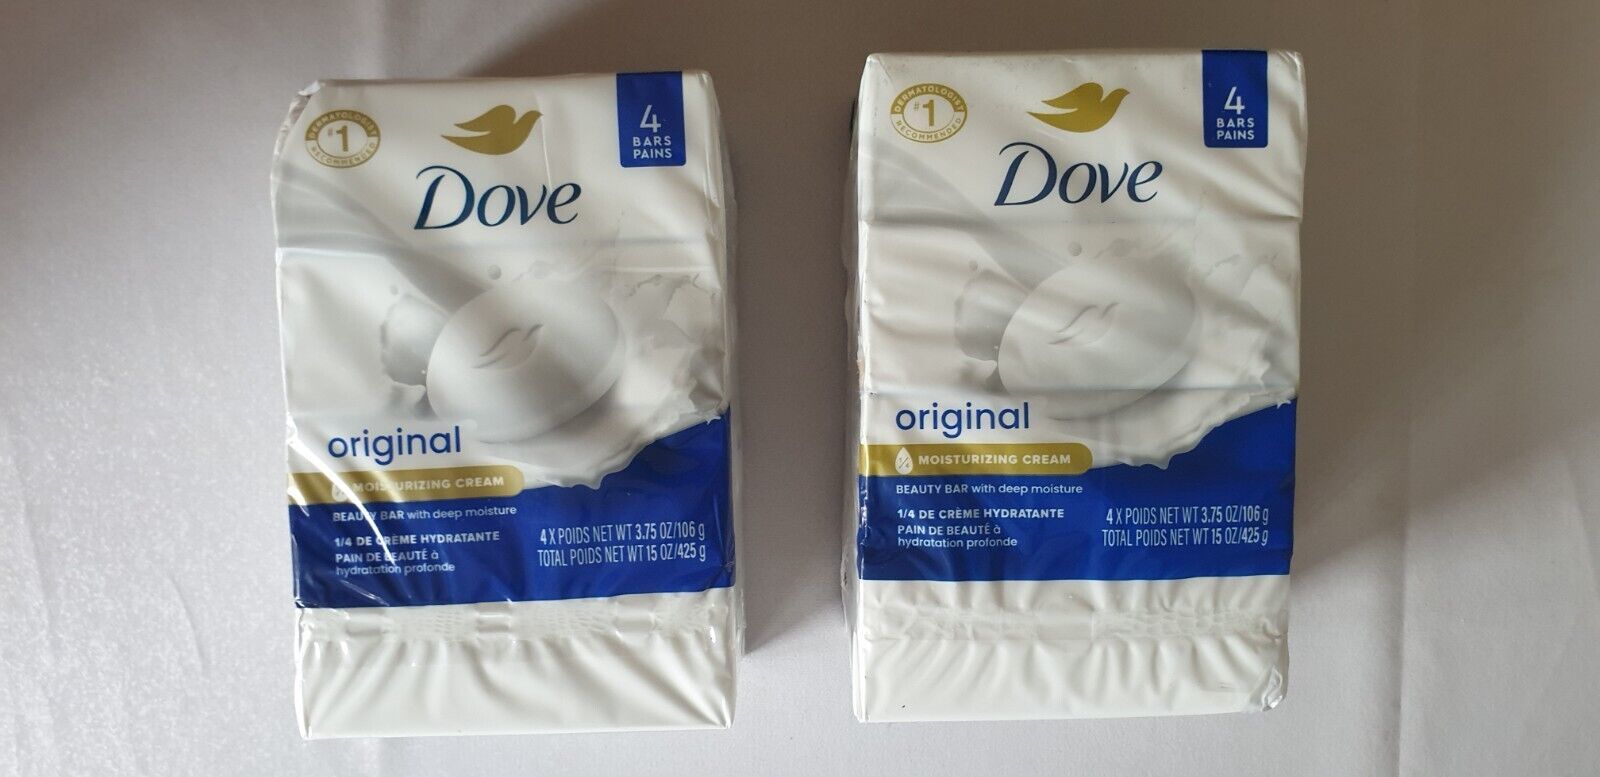 DERMATOLOGIST
#1
RECOMMENDED
Dove
4
BARS
PAINS
original
MOISTURIZING CREAM
BEAUTY BAR with deep moisture
1/4 DE CRÈME HYDRATANTE
PAIN DE BEAUTÉ à
hydratation profonde
4 X POIDS NET WT 3.75 OZ/106 g
TOTAL POIDS NET WT 15 OZ/425 g
DERMATOLOGIST
#1
RECOMMENDED
Dove
4
BARS
PAINS
original
1/4 MOISTURIZING CREAM
BEAUTY BAR with deep moisture
1/4 DE CRÈME HYDRATANTE
PAIN DE BEAUTÉ à
hydratation profonde
4 X POIDS NET WT 3.75 OZ/106 g
TOTAL POIDS NET WT 15 OZ/425 g